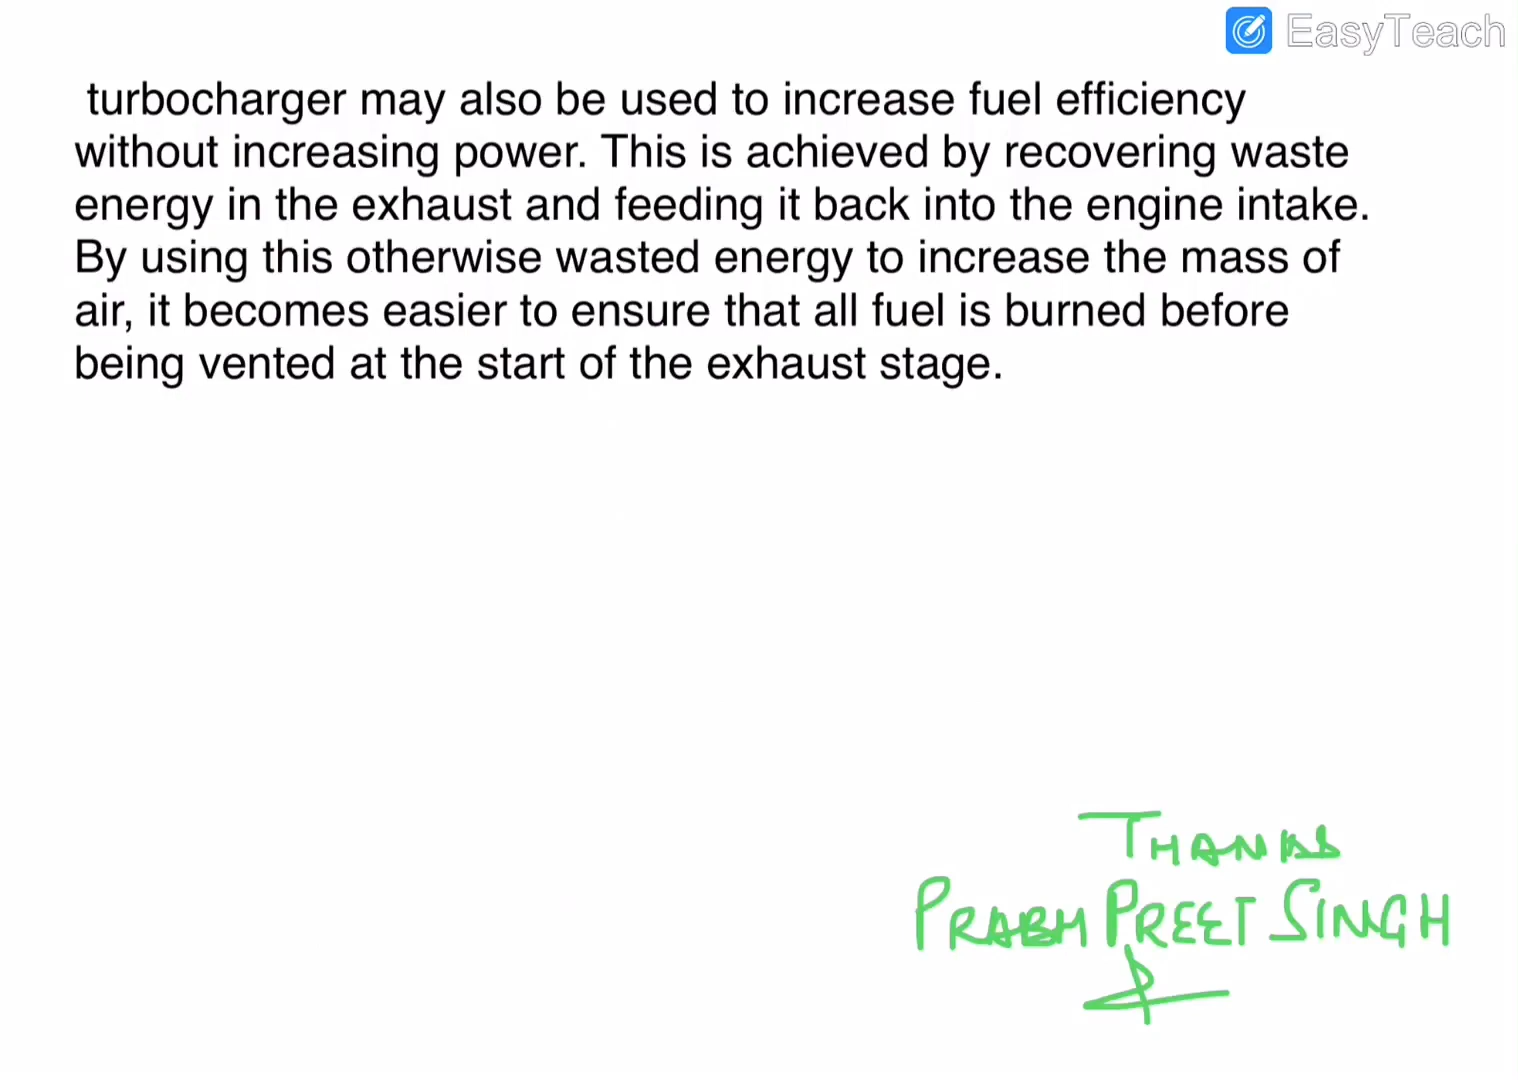 EasyTeach
turbocharger may also be used to increase fuel efficiency
without increasing power. This is achieved by recovering waste
energy in the exhaust and feeding it back into the engine intake.
By using this otherwise wasted energy to increase the mass of
air, it becomes easier to ensure that all fuel is burned before
being vented at the start of the exhaust stage.
THANKS
PRABH PREET SINGH